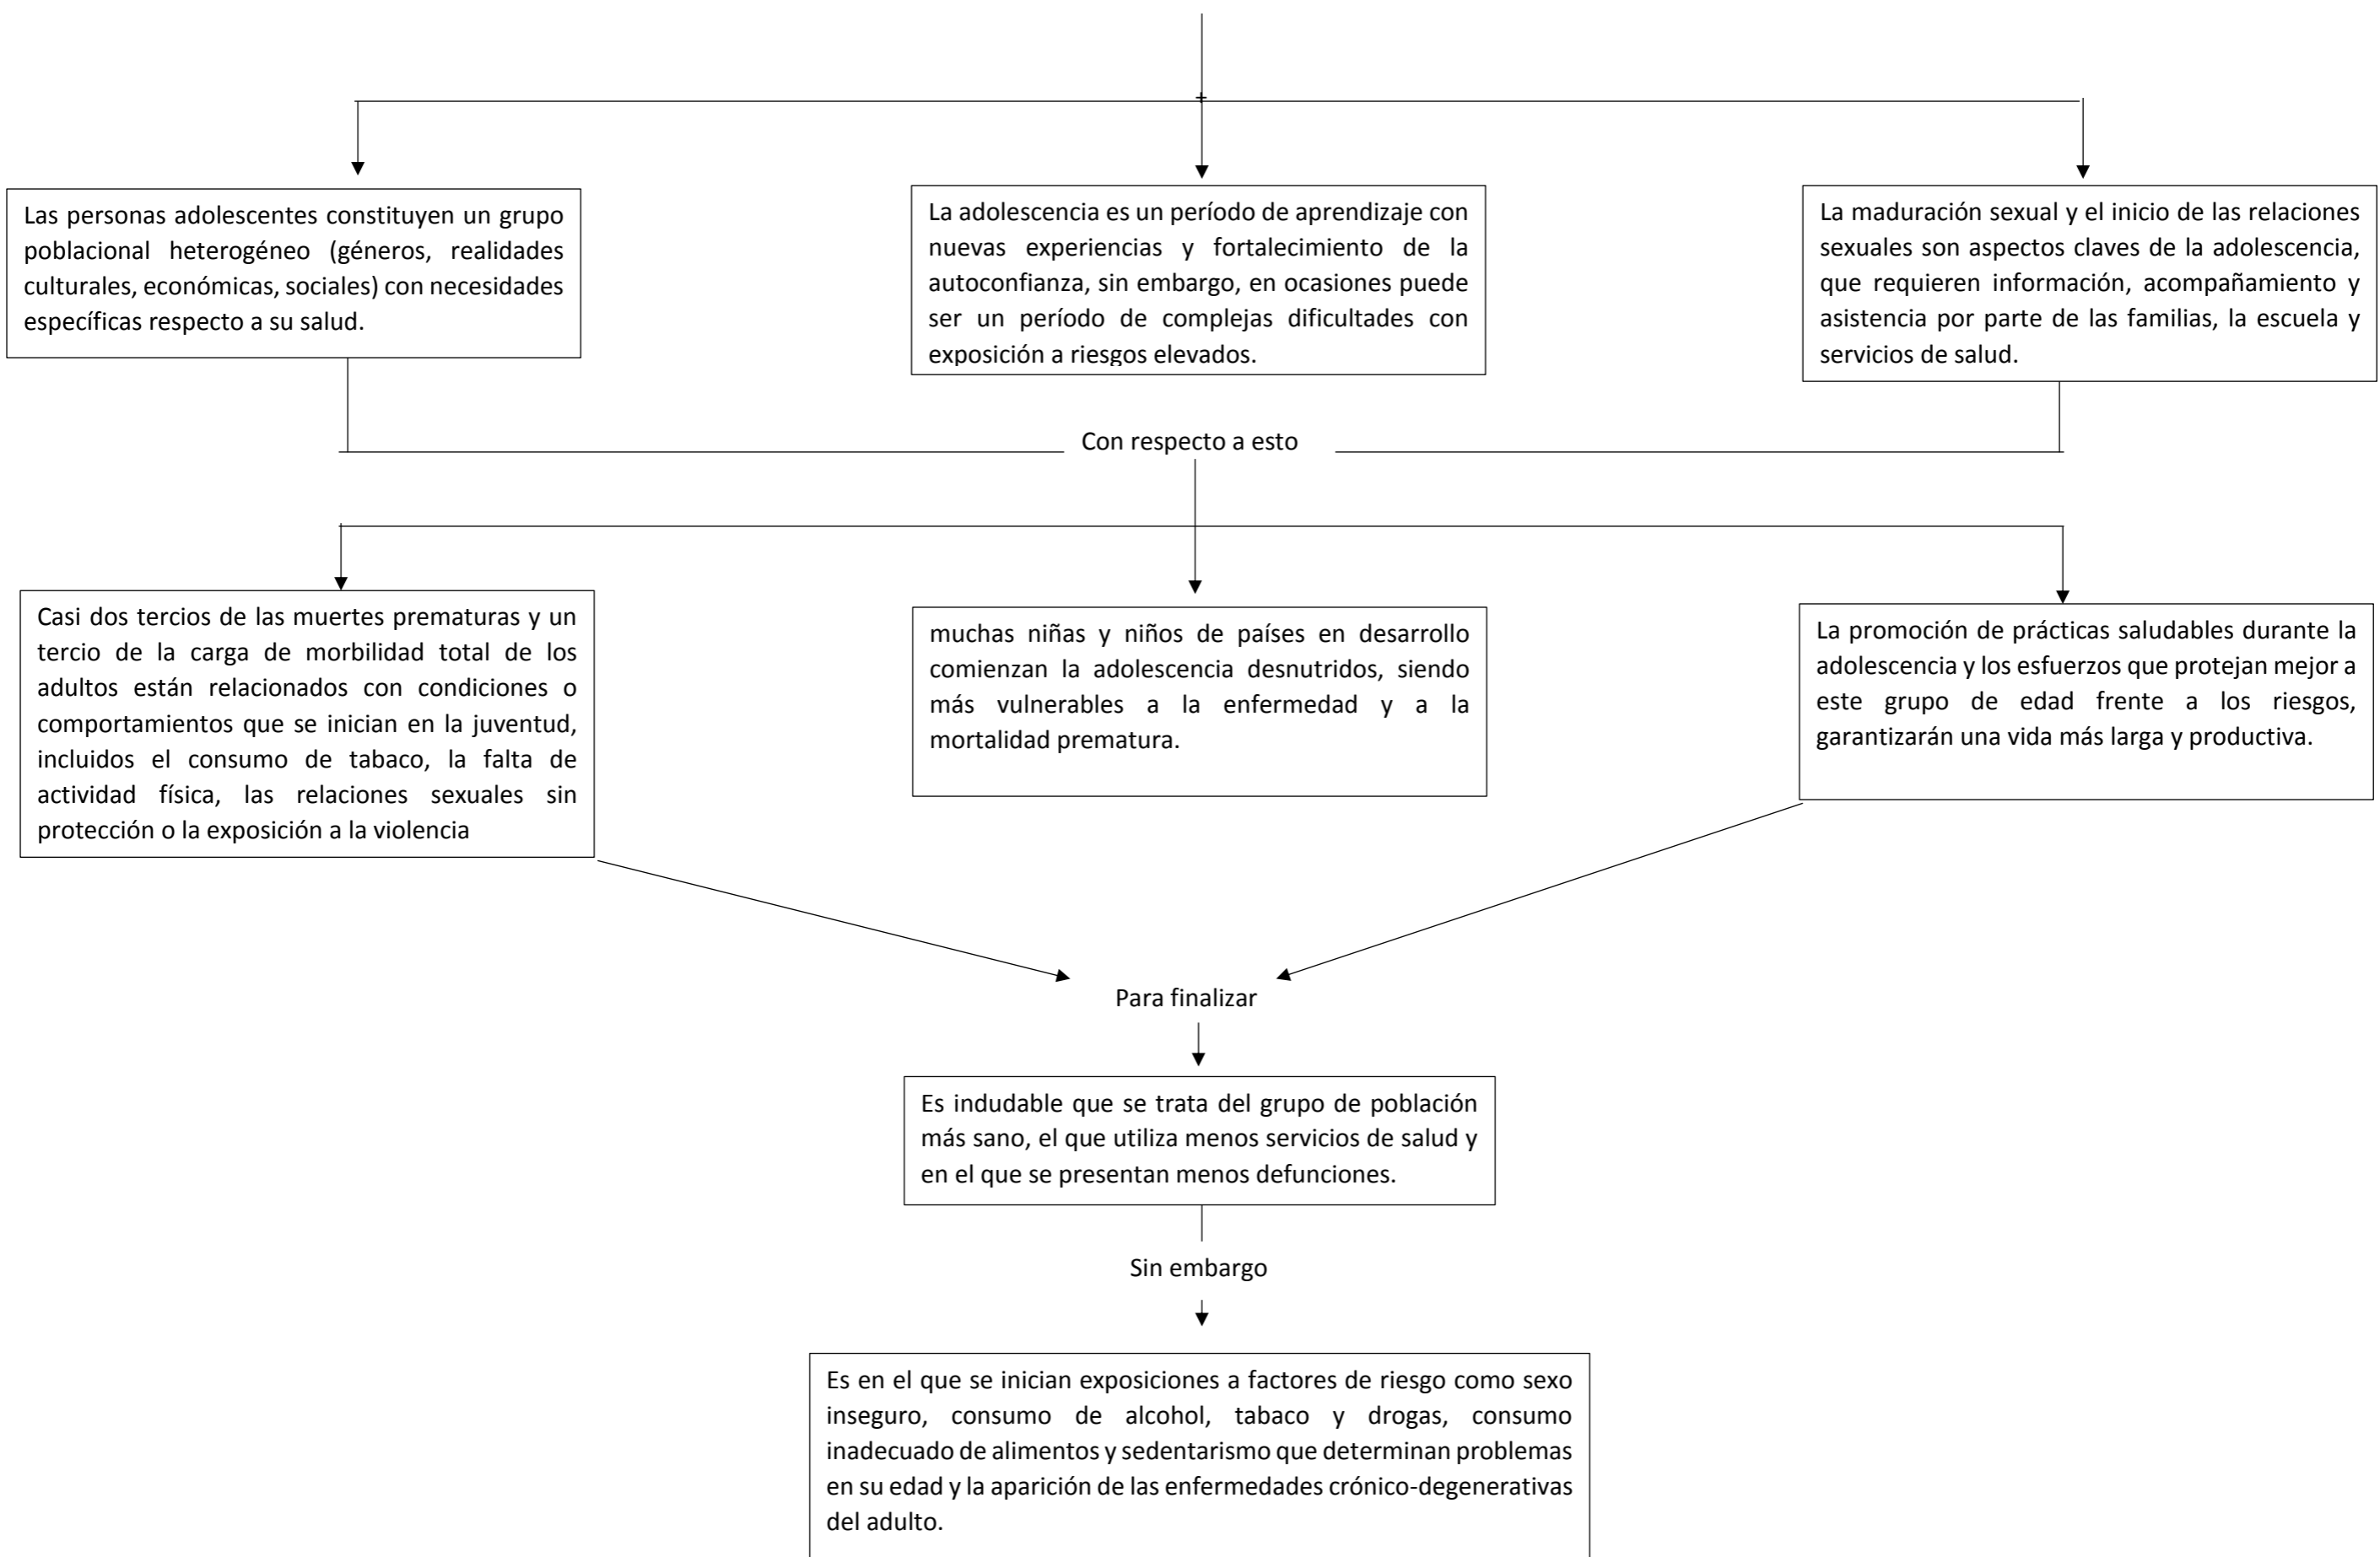 Las personas adolescentes constituyen un grupo
poblacional heterogéneo (géneros, realidades
culturales, económicas, sociales) con necesidades
específicas respecto a su salud.
La adolescencia es un período de aprendizaje con
nuevas experiencias y fortalecimiento de la
autoconfianza, sin embargo, en ocasiones puede
ser un período de complejas dificultades con
exposición a riesgos elevados.
La maduración sexual y el inicio de las relaciones
sexuales son aspectos claves de la adolescencia,
que requieren información, acompañamiento y
asistencia por parte de las familias, la escuela y
servicios de salud.
Con respecto a esto
Casi dos tercios de las muertes prematuras y un
tercio de la carga de morbilidad total de los
adultos están relacionados con condiciones o
comportamientos que se inician en la juventud,
incluidos el consumo de tabaco, la falta de
actividad física, las relaciones sexuales sin
protección o la exposición a la violencia
muchas niñas y niños de países en desarrollo
comienzan la adolescencia desnutridos, siendo
más vulnerables a la enfermedad y a la
mortalidad prematura.
La promoción de prácticas saludables durante la
adolescencia y los esfuerzos que protejan mejor a
este grupo de edad frente a los riesgos,
garantizarán una vida más larga y productiva.
Para finalizar
Es indudable que se trata del grupo de población
más sano, el que utiliza menos servicios de salud y
en el que se presentan menos defunciones.
Sin embargo
Es en el que se inician exposiciones a factores de riesgo como sexo
inseguro, consumo de alcohol, tabaco y drogas, consumo
inadecuado de alimentos y sedentarismo que determinan problemas
en su edad y la aparición de las enfermedades crónico-degenerativas
del adulto.